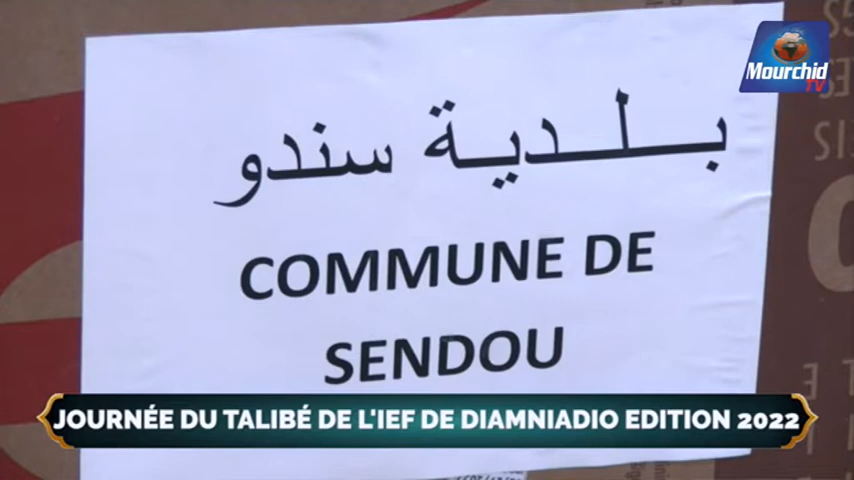 Mourchid
TV
بلدية سندو
COMMUNE DE
SENDOU
JOURNÉE DU TALIBÉ DE L'IEF DE DIAMNIADIO EDITION 2022